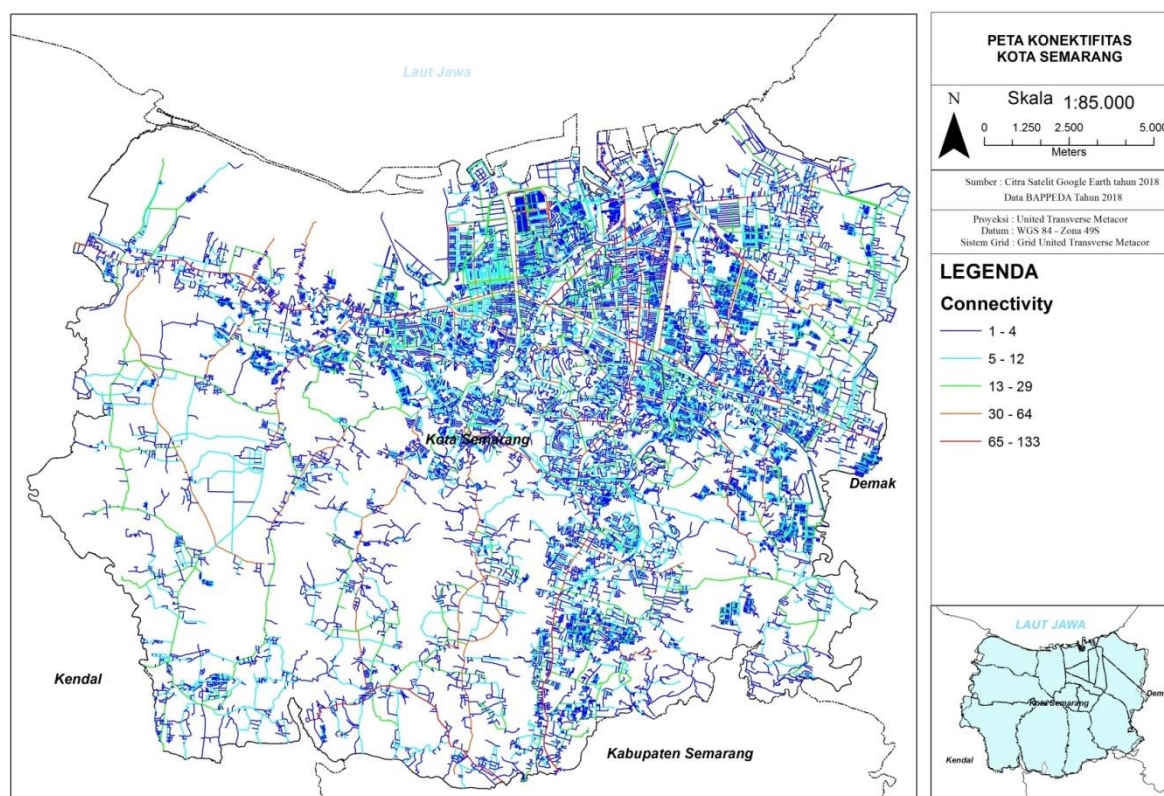 Laut Jawa
Kota Semarang
Demak
Kendal
Kabupaten Semarang
PETA KONEKTIFITAS
KOTA SEMARANG
N
Skala 1:85.000
0 1.250 2.500 5.000
Meters
Sumber : Citra Satelit Google Earth tahun 2018
Data BAPPEDA Tahun 2018
Proyeksi : United Transverse Metacor
Datum : WGS 84 - Zona 49S
Sistem Grid : Grid United Transverse Metacor
LEGENDA
Connectivity
1 - 4
5 - 12
13 - 29
30 - 64
65 - 133
LAUT JAWA
Dem
Kota Semarang
Kendal